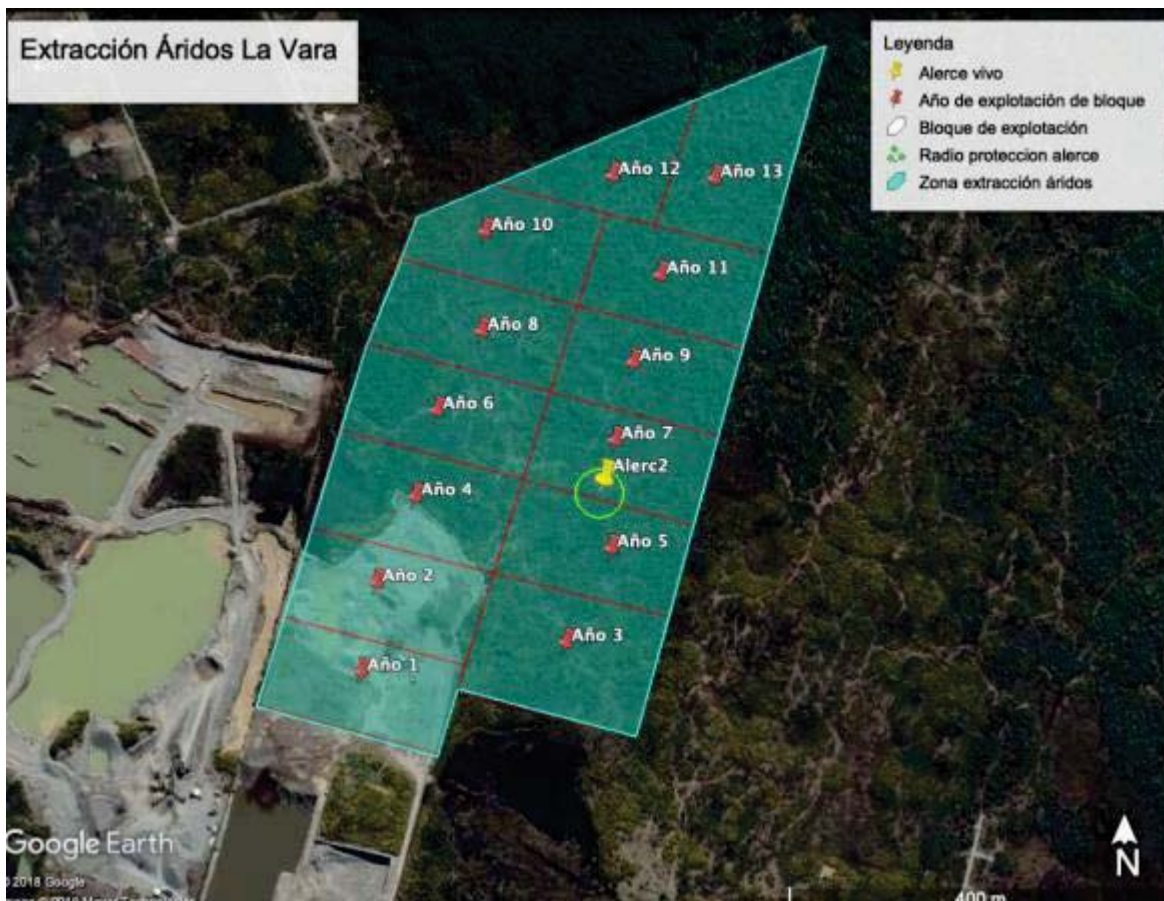 Extracción Áridos La Vara
Leyenda
Alerce vivo
Año de explotación de bloque
Bloque de explotación
Radio proteccion alerce
Zona extracción áridos
Año 12
Año 13
Año 10
Año 11
Año 8
Año 9
Año 6
Año 7
Alerc2
Año 4
Año 5
Año 2
Año 3
Año 1
Google Earth
2018 Google
N
400 m